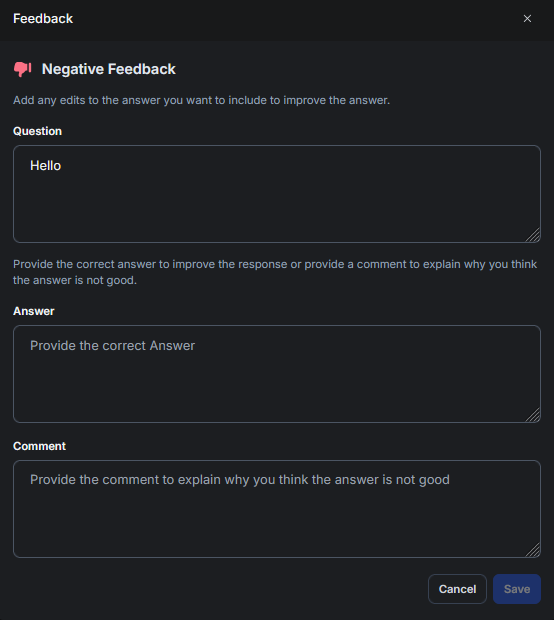 Feedback
Negative Feedback
Add any edits to the answer you want to include to improve the answer.
Question
Hello
Provide the correct answer to improve the response or provide a comment to explain why you think
the answer is not good.
Answer
Provide the correct Answer
Comment
Provide the comment to explain why you think the answer is not good
Cancel
Save